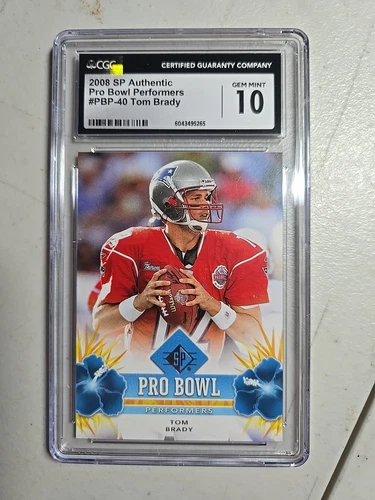 CGC CERTIFIED GUARANTY COMPANY
2008 SP Authentic
Pro Bowl Performers
#PBP-40 Tom Brady
GEM MINT
10
6043495265
SP
PRO BOWL
PERFORMERS
TOM
BRADY